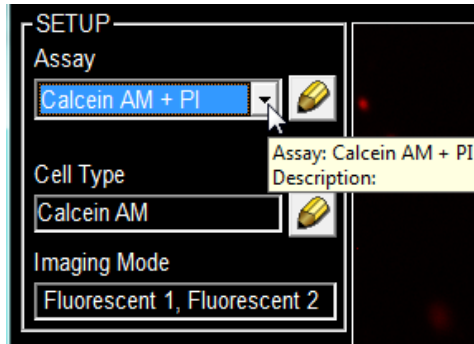 SETUP
Assay
Calcein AM + PI
Assay: Calcein AM + PI
Description:
Cell Type
Calcein AM
Imaging Mode
Fluorescent 1, Fluorescent 2